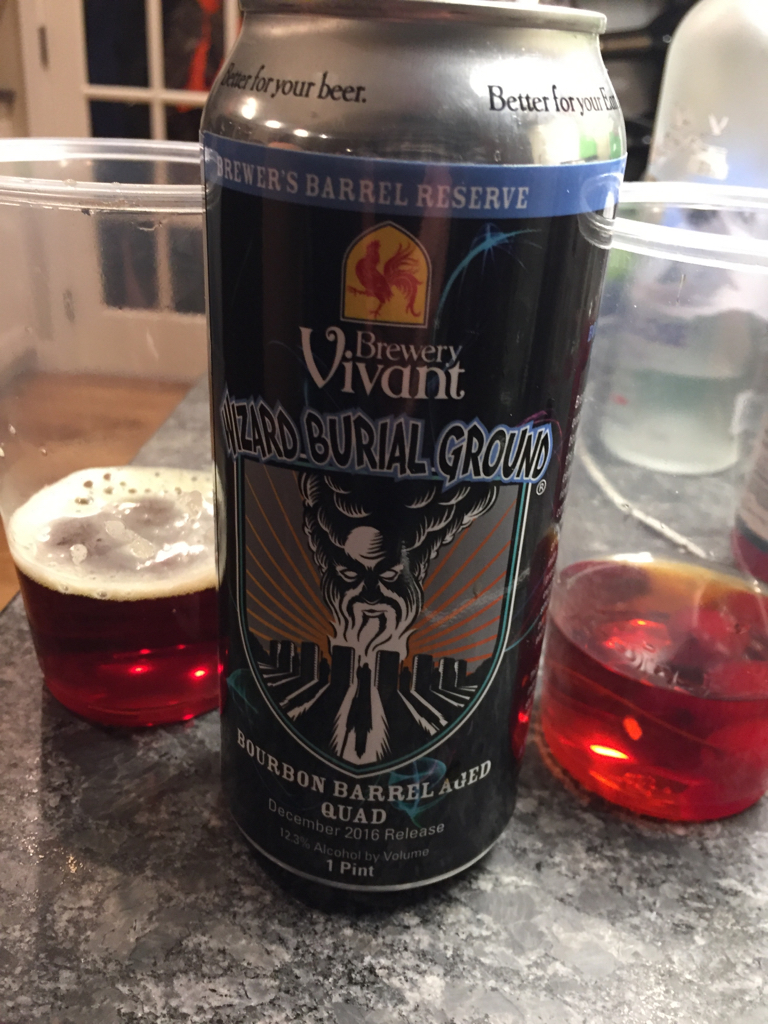 Better for your beer.
Better for your
BREWER'S BARREL RESERVE
Brewery
Vivant
WIZARD BURIAL GROUND®
BOURBON BARREL AGED
QUAD
December 2016 Release
12.3% Alcohol by Volume
1 Pint